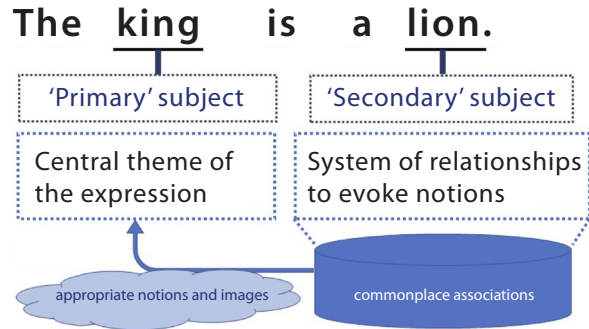 The king is a lion.
'Primary' subject
'Secondary' subject
Central theme of
the expression
System of relationships
to evoke notions
appropriate notions and images
commonplace associations